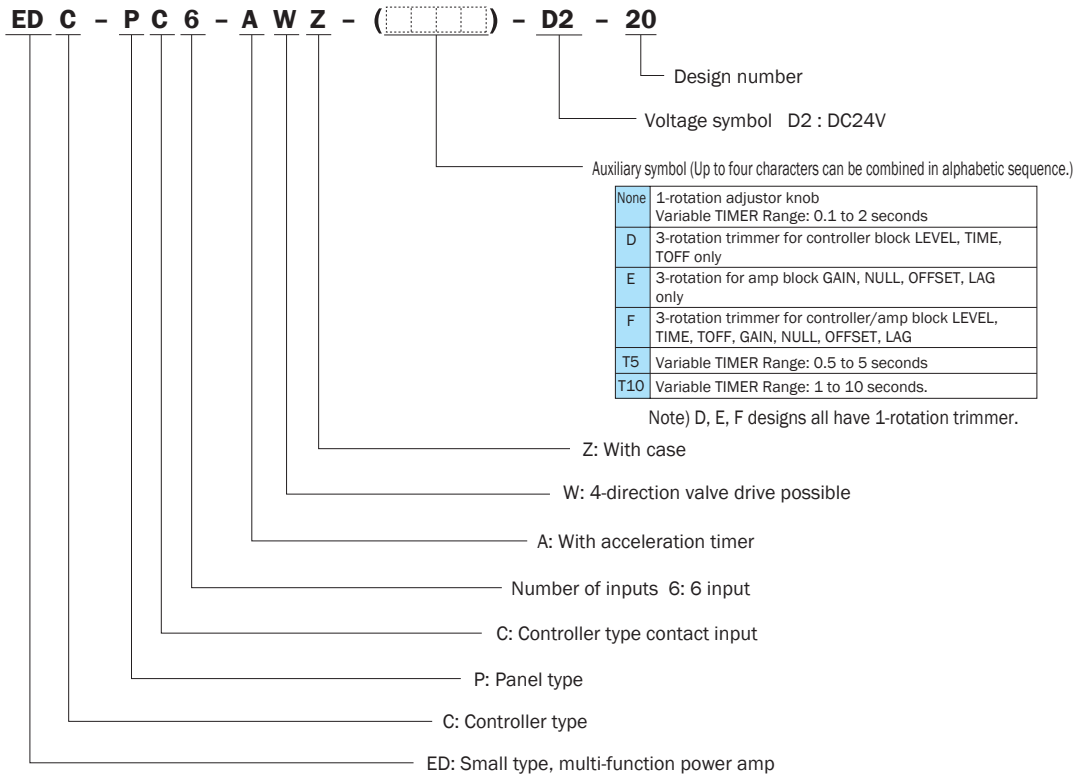 ED C - P C 6 - A W Z - ( ) - D2 - 20
Design number
Voltage symbol D2 : DC24V
Auxiliary symbol (Up to four characters can be combined in alphabetic sequence.)
None 1-rotation adjustor knob
Variable TIMER Range: 0.1 to 2 seconds
D 3-rotation trimmer for controller block LEVEL, TIME,
TOFF only
E 3-rotation for amp block GAIN, NULL, OFFSET, LAG
only
F 3-rotation trimmer for controller/amp block LEVEL,
TIME, TOFF, GAIN, NULL, OFFSET, LAG
T5 Variable TIMER Range: 0.5 to 5 seconds
T10 Variable TIMER Range: 1 to 10 seconds.
Note) D, E, F designs all have 1-rotation trimmer.
Z: With case
W: 4-direction valve drive possible
A: With acceleration timer
Number of inputs 6: 6 input
C: Controller type contact input
P: Panel type
C: Controller type
ED: Small type, multi-function power amp